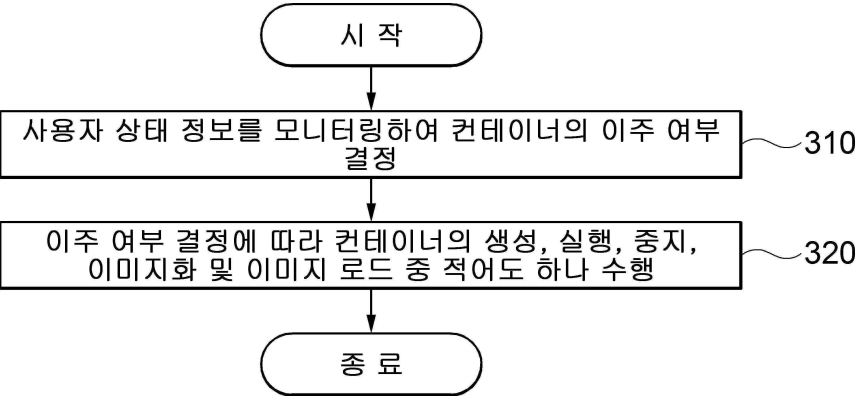 시 작
사용자 상태 정보를 모니터링하여 컨테이너의 이주 여부
결정
310
이주 여부 결정에 따라 컨테이너의 생성, 실행, 중지,
이미지화 및 이미지 로드 중 적어도 하나 수행
320
종 료